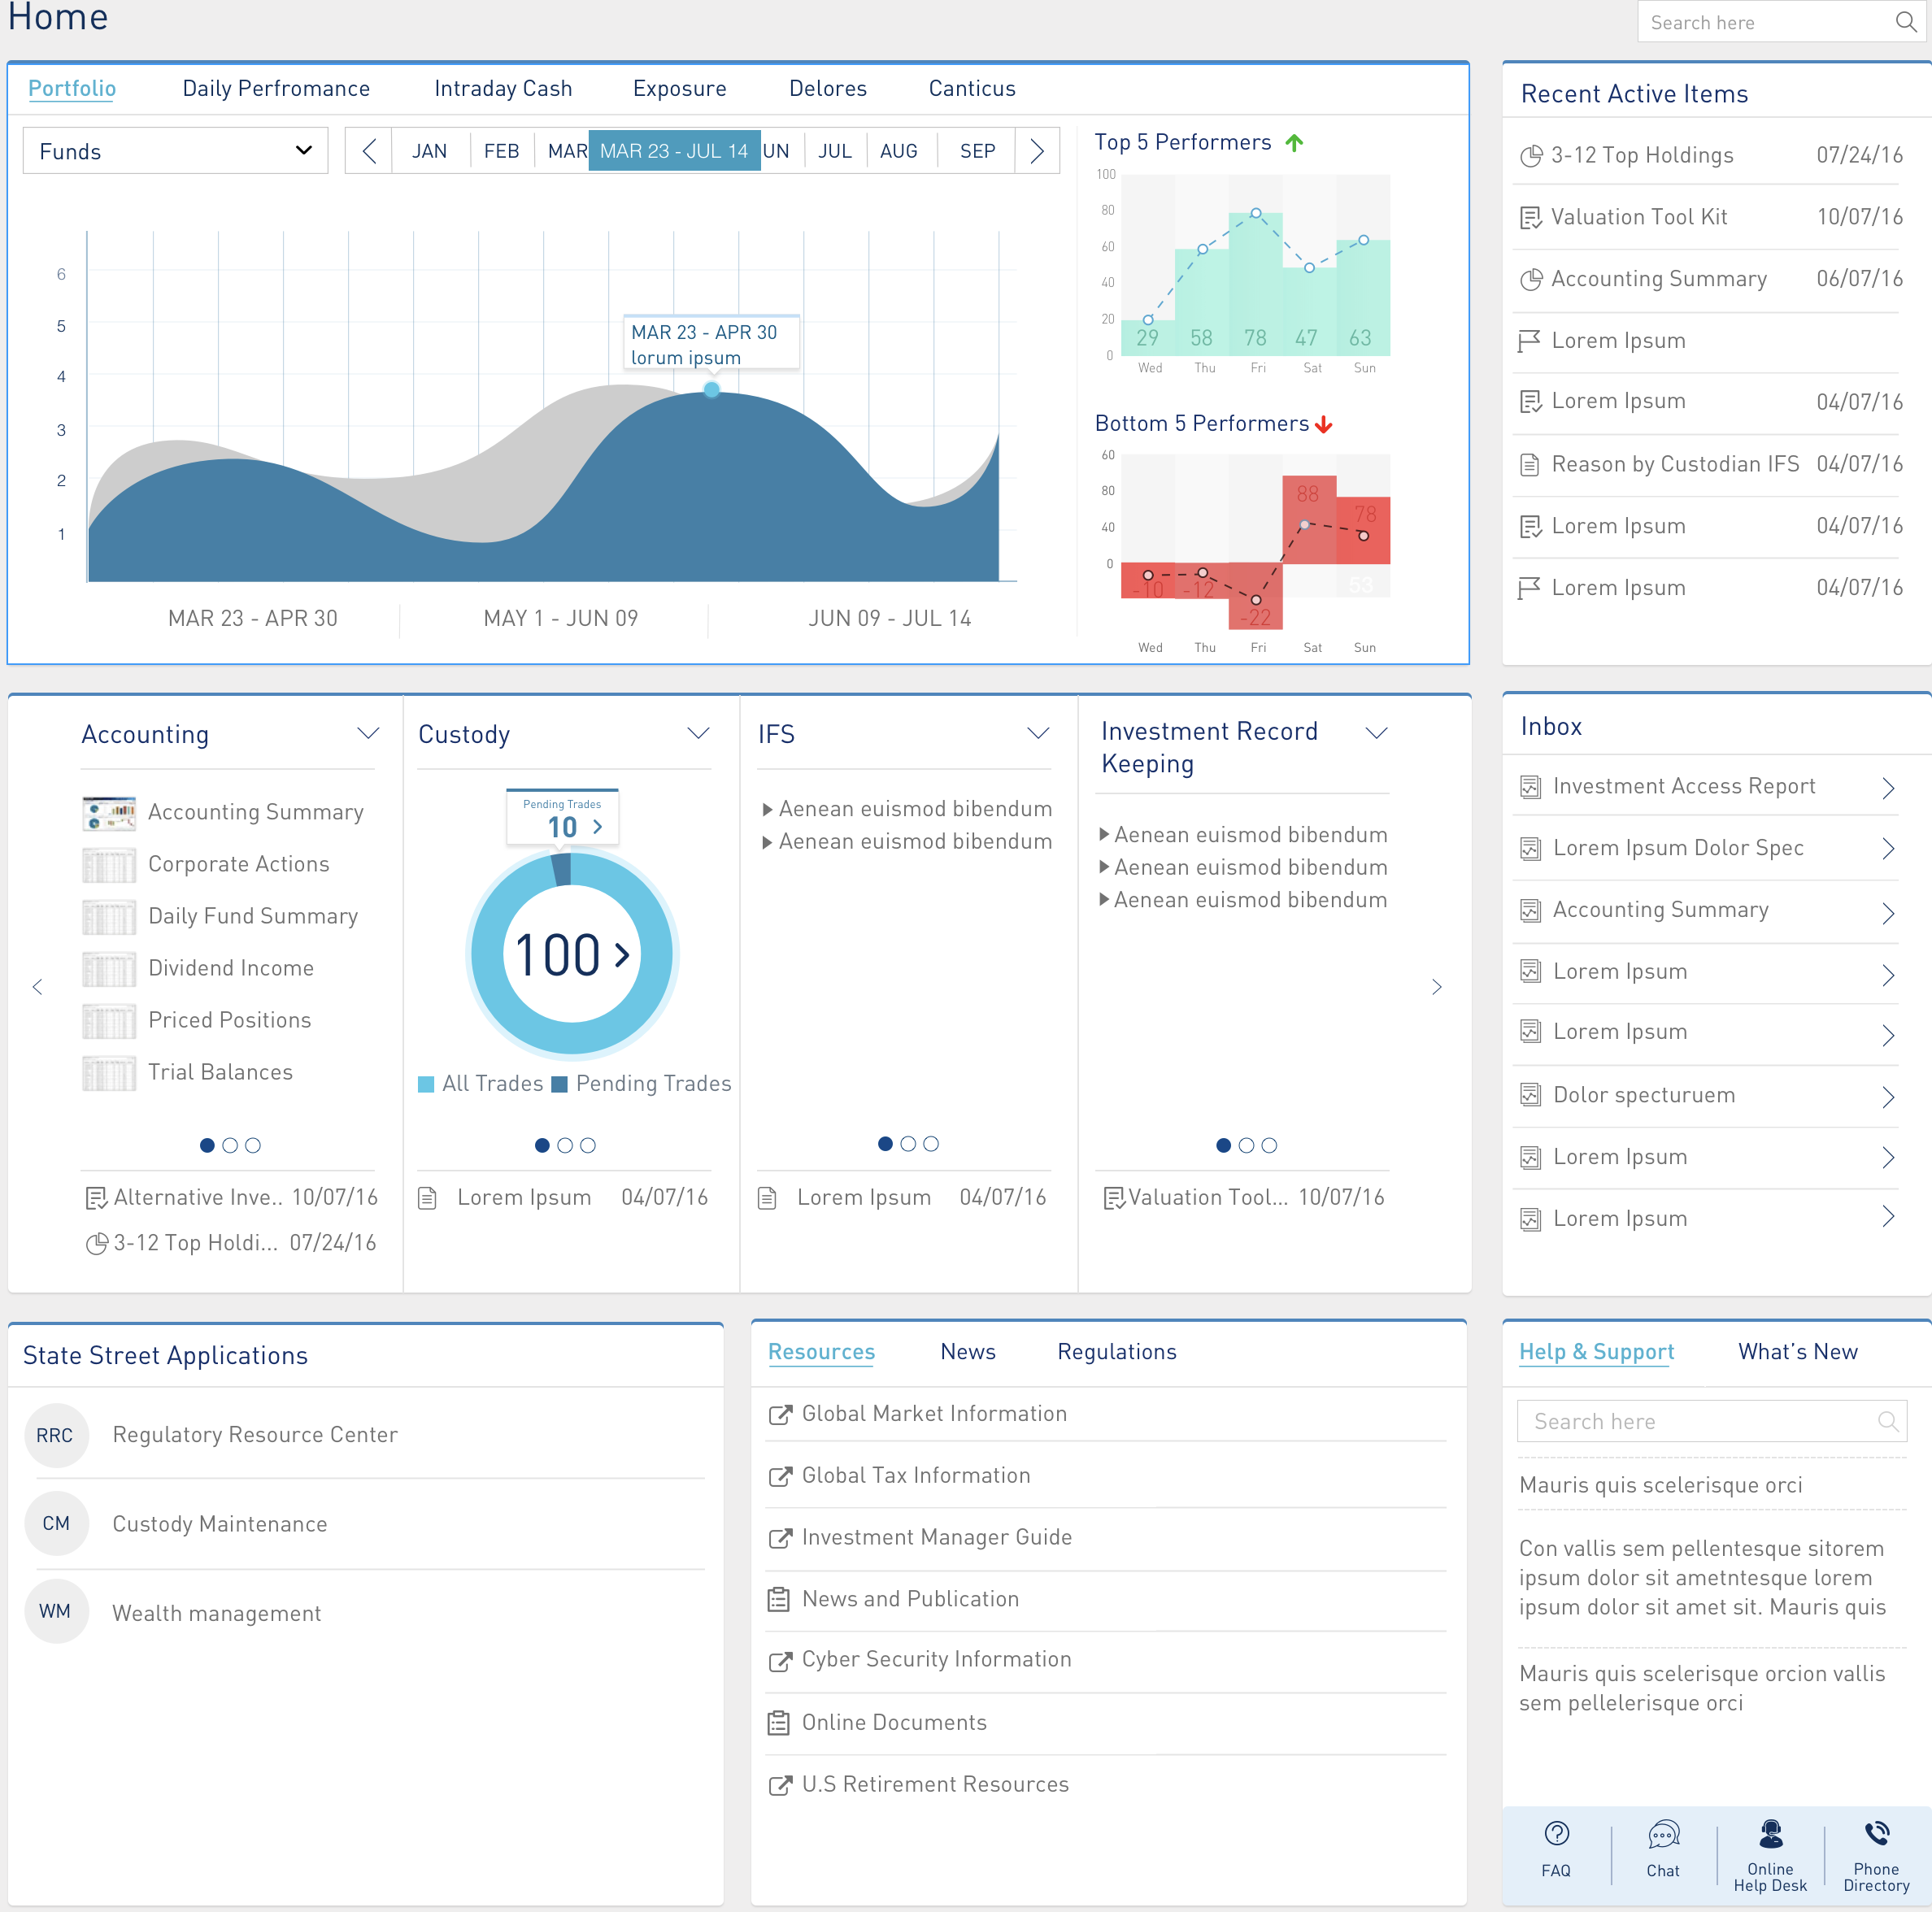 Home
Search here
Portfolio Daily Perfromance Intraday Cash Exposure Delores Canticus
Funds
JAN FEB MAR MAR 23 - JUL 14 UN JUL AUG SEP
6
5
4
3
2
1
MAR 23 - APR 30
lorum ipsum
MAR 23 - APR 30 MAY 1 - JUN 09 JUN 09 - JUL 14
Top 5 Performers
100
80
60
40
20
0
29 58 78 47 63
Wed Thu Fri Sat Sun
Bottom 5 Performers
60
80
40
0
88
78
-10 -12
-22
53
Wed Thu Fri Sat Sun
Recent Active Items
3-12 Top Holdings 07/24/16
Valuation Tool Kit 10/07/16
Accounting Summary 06/07/16
Lorem Ipsum
Lorem Ipsum 04/07/16
Reason by Custodian IFS 04/07/16
Lorem Ipsum 04/07/16
Lorem Ipsum 04/07/16
Accounting
Accounting Summary
Corporate Actions
Daily Fund Summary
Dividend Income
Priced Positions
Trial Balances
Alternative Inve.. 10/07/16
3-12 Top Holdi... 07/24/16
Custody
Pending Trades
10
100
All Trades Pending Trades
Lorem Ipsum 04/07/16
IFS
Aenean euismod bibendum
Aenean euismod bibendum
Lorem Ipsum 04/07/16
Investment Record
Keeping
Aenean euismod bibendum
Aenean euismod bibendum
Aenean euismod bibendum
Valuation Tool... 10/07/16
Inbox
Investment Access Report
Lorem Ipsum Dolor Spec
Accounting Summary
Lorem Ipsum
Lorem Ipsum
Dolor specturuem
Lorem Ipsum
Lorem Ipsum
State Street Applications
RRC Regulatory Resource Center
CM Custody Maintenance
WM Wealth management
Resources News Regulations
Global Market Information
Global Tax Information
Investment Manager Guide
News and Publication
Cyber Security Information
Online Documents
U.S Retirement Resources
Help & Support What's New
Search here
Mauris quis scelerisque orci
Con vallis sem pellentesque sitorem
ipsum dolor sit ametntesque lorem
ipsum dolor sit amet sit. Mauris quis
Mauris quis scelerisque orcion vallis
sem pellelerisque orci
FAQ
Chat
Online
Help Desk
Phone
Directory